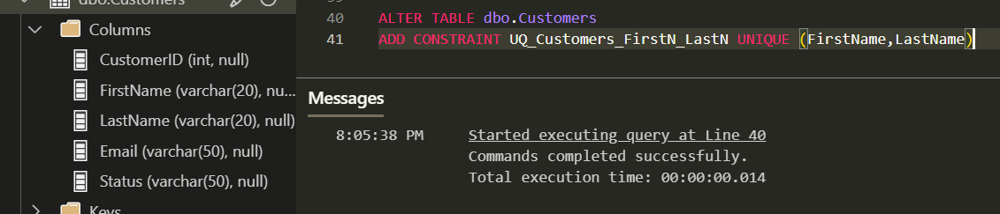 dbo.Customers
Columns
CustomerID (int, null)
FirstName (varchar(20), nu...
LastName (varchar(20), null)
Email (varchar(50), null)
Status (varchar(50), null)
Keys
39
40 ALTER TABLE dbo.Customers
41 ADD CONSTRAINT UQ_Customers_FirstN_LastN UNIQUE (FirstName,LastName)
Messages
8:05:38 PM Started executing query at Line 40
Commands completed successfully.
Total execution time: 00:00:00.014